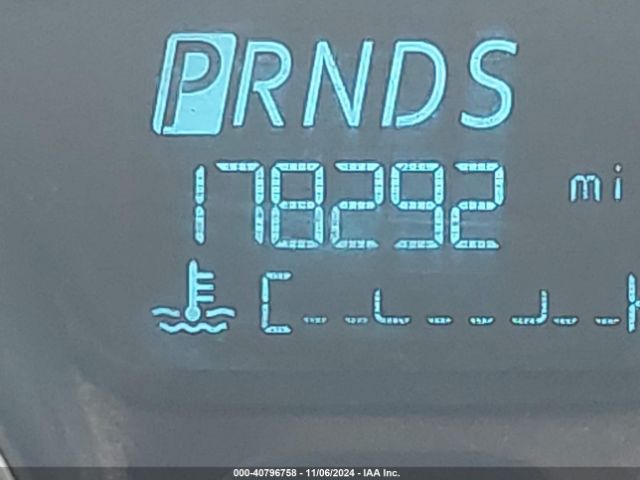 PRNDS
178292 mi
C H
000-40796758 - 11/06/2024 - IAA Inc.